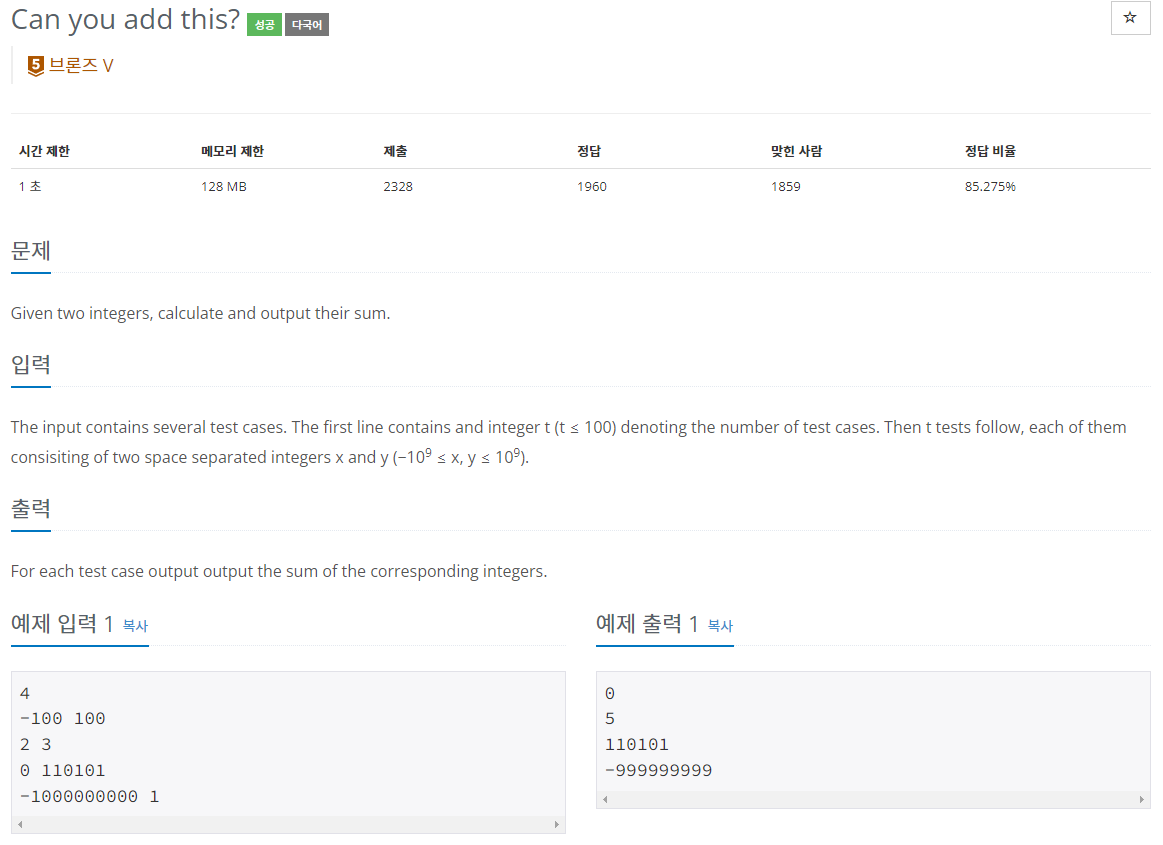 Can you add this? 성공 다국어
☆
5 브론즈 V
시간 제한 메모리 제한 제출 정답 맞힌 사람 정답 비율
1 초 128 MB 2328 1960 1859 85.275%
문제
Given two integers, calculate and output their sum.
입력
The input contains several test cases. The first line contains and integer t (t ≤ 100) denoting the number of test cases. Then t tests follow, each of them
consisiting of two space separated integers x and y (−10⁹ ≤ x, y ≤ 10⁹).
출력
For each test case output output the sum of the corresponding integers.
예제 입력 1 복사
4
-100 100
2 3
0 110101
-1000000000 1
예제 출력 1 복사
0
5
110101
-999999999